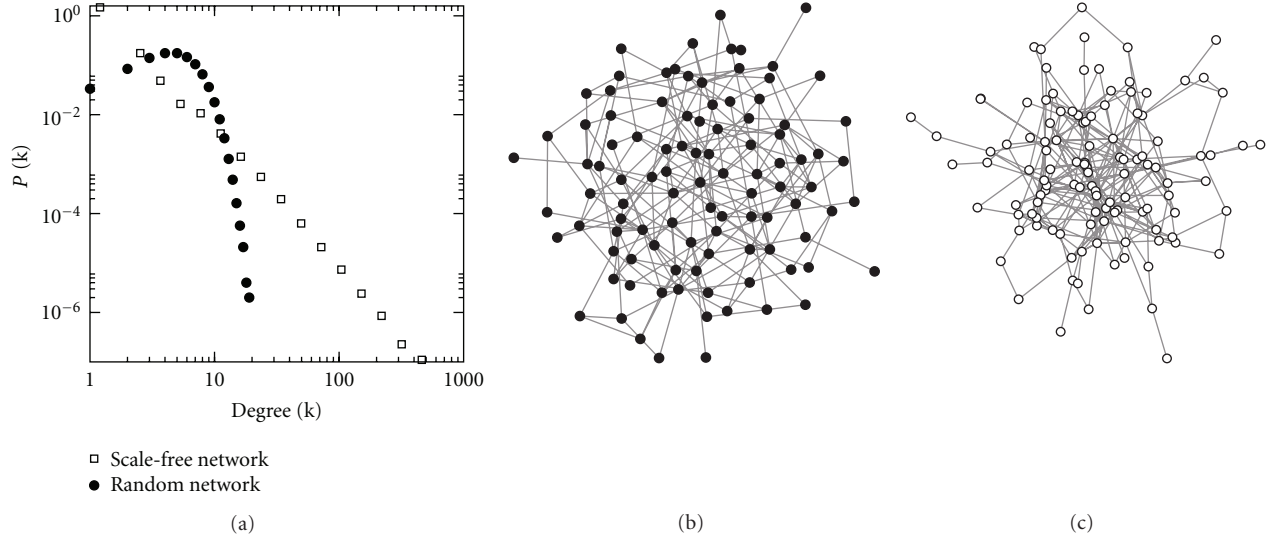 10^0
10^−2
10^−4
10^−6
P (k)
1 10 100 1000
Degree (k)
Scale-free network
Random network
(a) (b) (c)